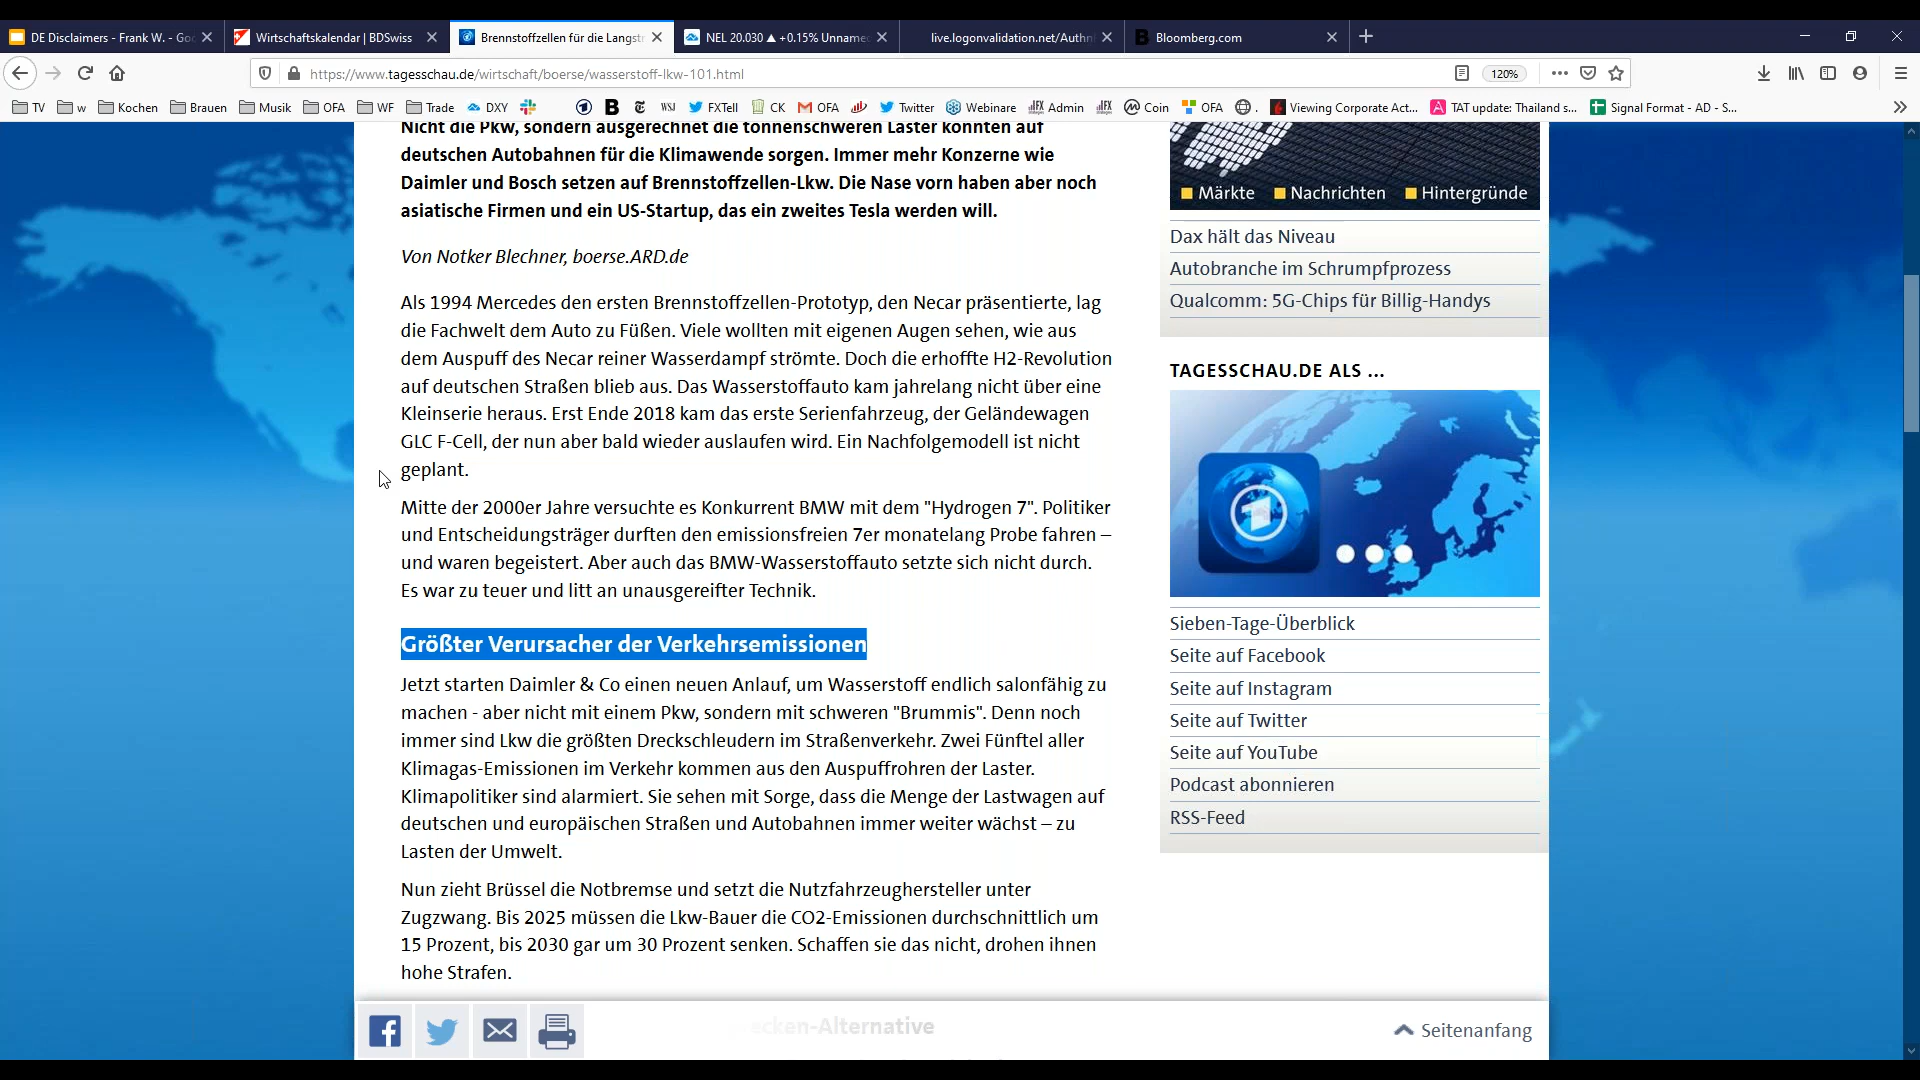 DE Disclaimers - Frank W. - Goo
Wirtschaftskalendar | BDSwiss
Brennstoffzellen für die Langstr
NEL 20.030 ▲ +0.15% Unname
live.logonvalidation.net/Authn
Bloomberg.com
https://www.tagesschau.de/wirtschaft/boerse/wasserstoff-lkw-101.html
120%
TV w Kochen Brauen Musik OFA WF Trade DXY B WSJ FXTell CK OFA Twitter Webinare Admin Coin OFA . Viewing Corporate Act... TAT update: Thailand s... Signal Format - AD - S...
Nicht die Pkw, sondern ausgerechnet die tonnenschweren Laster könnten auf
deutschen Autobahnen für die Klimawende sorgen. Immer mehr Konzerne wie
Daimler und Bosch setzen auf Brennstoffzellen-Lkw. Die Nase vorn haben aber noch
asiatische Firmen und ein US-Startup, das ein zweites Tesla werden will.
Von Notker Blechner, boerse.ARD.de
Als 1994 Mercedes den ersten Brennstoffzellen-Prototyp, den Necar präsentierte, lag
die Fachwelt dem Auto zu Füßen. Viele wollten mit eigenen Augen sehen, wie aus
dem Auspuff des Necar reiner Wasserdampf strömte. Doch die erhoffte H2-Revolution
auf deutschen Straßen blieb aus. Das Wasserstoffauto kam jahrelang nicht über eine
Kleinserie heraus. Erst Ende 2018 kam das erste Serienfahrzeug, der Geländewagen
GLC F-Cell, der nun aber bald wieder auslaufen wird. Ein Nachfolgemodell ist nicht
geplant.
Mitte der 2000er Jahre versuchte es Konkurrent BMW mit dem "Hydrogen 7". Politiker
und Entscheidungsträger durften den emissionsfreien 7er monatelang Probe fahren –
und waren begeistert. Aber auch das BMW-Wasserstoffauto setzte sich nicht durch.
Es war zu teuer und litt an unausgereifter Technik.
Größter Verursacher der Verkehrsemissionen
Jetzt starten Daimler & Co einen neuen Anlauf, um Wasserstoff endlich salonfähig zu
machen - aber nicht mit einem Pkw, sondern mit schweren "Brummis". Denn noch
immer sind Lkw die größten Dreckschleudern im Straßenverkehr. Zwei Fünftel aller
Klimagas-Emissionen im Verkehr kommen aus den Auspuffrohren der Laster.
Klimapolitiker sind alarmiert. Sie sehen mit Sorge, dass die Menge der Lastwagen auf
deutschen und europäischen Straßen und Autobahnen immer weiter wächst – zu
Lasten der Umwelt.
Nun zieht Brüssel die Notbremse und setzt die Nutzfahrzeughersteller unter
Zugzwang. Bis 2025 müssen die Lkw-Bauer die CO2-Emissionen durchschnittlich um
15 Prozent, bis 2030 gar um 30 Prozent senken. Schaffen sie das nicht, drohen ihnen
hohe Strafen.
ecken-Alternative
Seitenanfang
Märkte Nachrichten Hintergründe
Dax hält das Niveau
Autobranche im Schrumpfprozess
Qualcomm: 5G-Chips für Billig-Handys
TAGESSCHAU.DE ALS ...
Sieben-Tage-Überblick
Seite auf Facebook
Seite auf Instagram
Seite auf Twitter
Seite auf YouTube
Podcast abonnieren
RSS-Feed